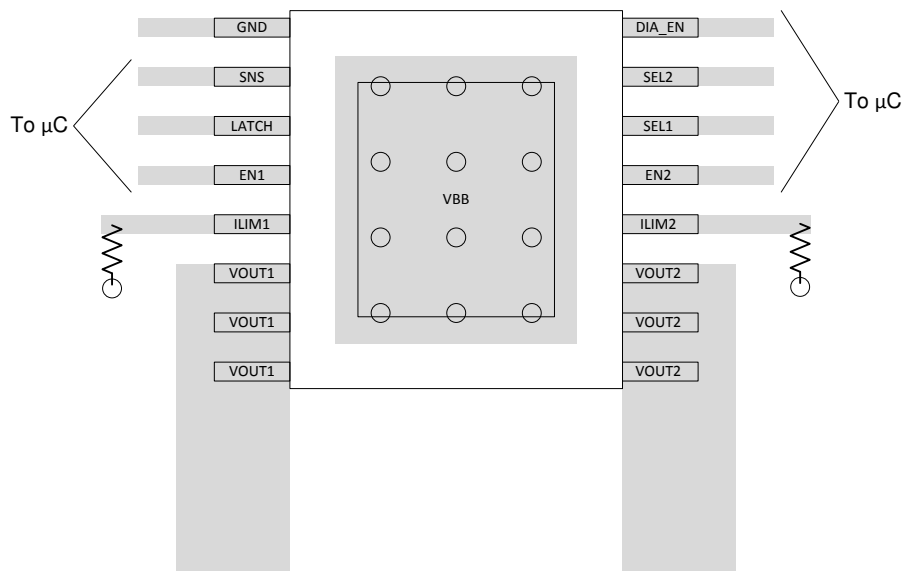 GND
DIA_EN
SNS
SEL2
To µC
LATCH
SEL1
To µC
EN1
EN2
VBB
ILIM1
ILIM2
VOUT1
VOUT2
VOUT1
VOUT2
VOUT1
VOUT2